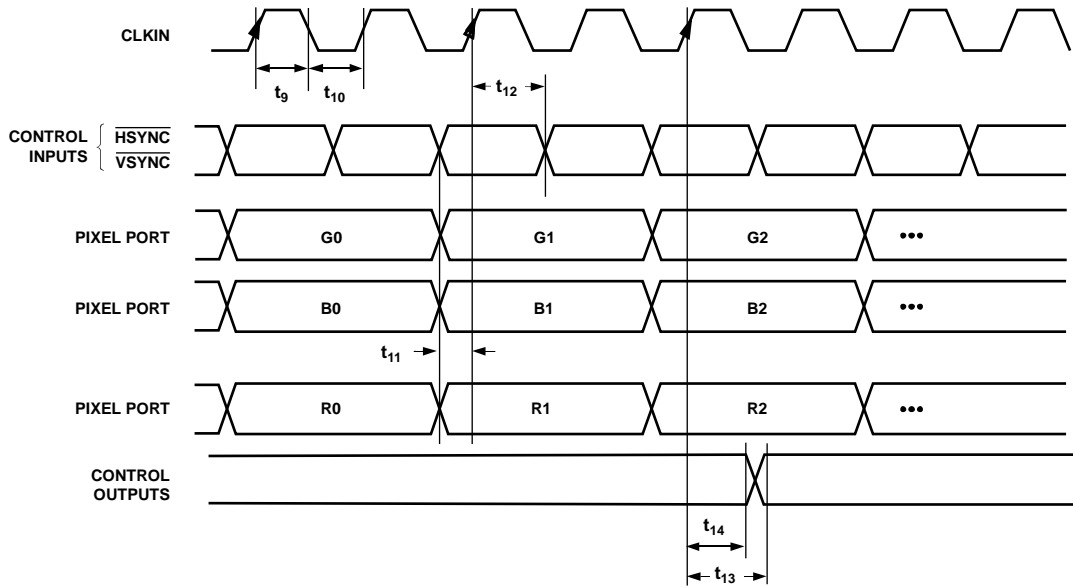 CLKIN
t9 t10 t12
CONTROL INPUTS { HSYNC VSYNC
PIXEL PORT G0 G1 G2 •••
PIXEL PORT B0 B1 B2 •••
t11
PIXEL PORT R0 R1 R2 •••
CONTROL OUTPUTS
t14
t13